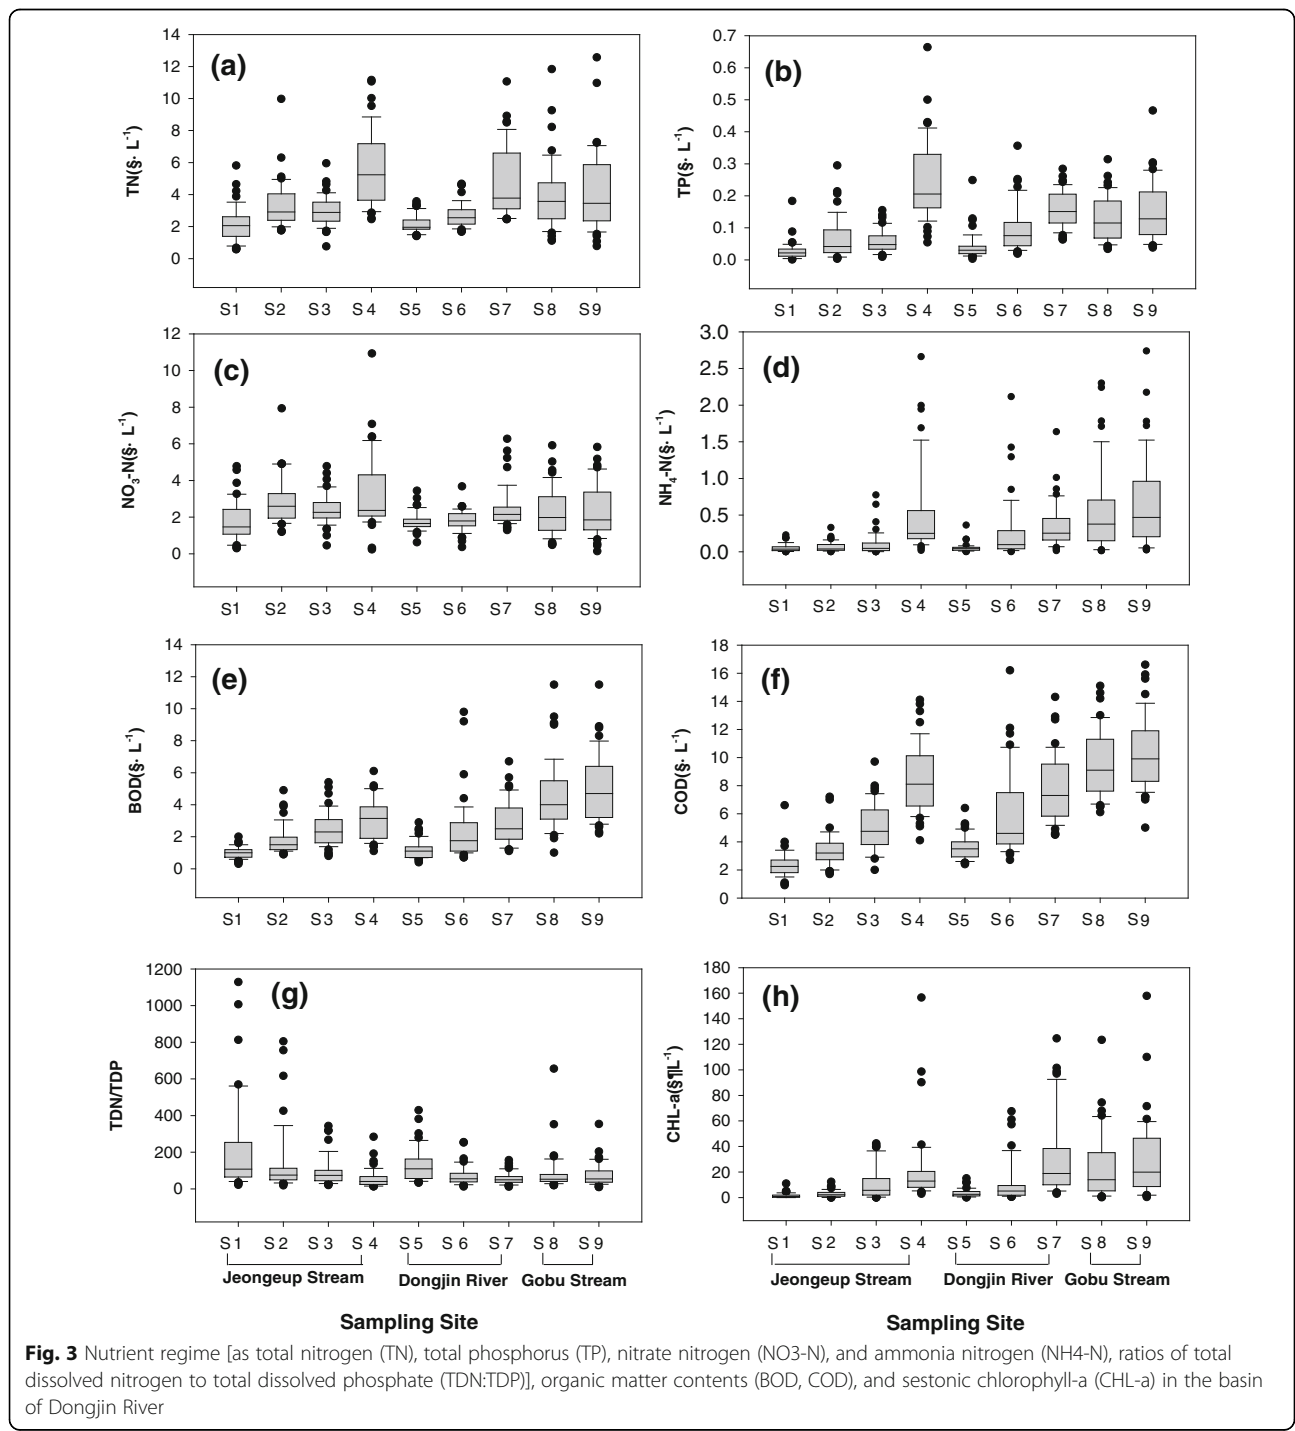 14
12
10
8
6
4
2
0
TN(§· L-1)
(a)
S1 S2 S3 S4 S5 S6 S7 S8 S9
0.7
0.6
0.5
0.4
0.3
0.2
0.1
0.0
TP(§· L-1)
(b)
S1 S2 S3 S4 S5 S6 S7 S8 S9
12
10
8
6
4
2
0
NO3-N(§· L-1)
(c)
S1 S2 S3 S4 S5 S6 S7 S8 S9
3.0
2.5
2.0
1.5
1.0
0.5
0.0
NH4-N(§· L-1)
(d)
S1 S2 S3 S4 S5 S6 S7 S8 S9
14
12
10
8
6
4
2
0
BOD(§· L-1)
(e)
S1 S2 S3 S4 S5 S6 S7 S8 S9
18
16
14
12
10
8
6
4
2
0
COD(§· L-1)
(f)
S1 S2 S3 S4 S5 S6 S7 S8 S9
1200
1000
800
600
400
200
0
TDN/TDP
(g)
S1 S2 S3 S4 S5 S6 S7 S8 S9
Jeongeup Stream Dongjin River Gobu Stream
Sampling Site
180
160
140
120
100
80
60
40
20
0
CHL-a(§¶L-1)
(h)
S1 S2 S3 S4 S5 S6 S7 S8 S9
Jeongeup Stream Dongjin River Gobu Stream
Sampling Site
Fig. 3 Nutrient regime [as total nitrogen (TN), total phosphorus (TP), nitrate nitrogen (NO3-N), and ammonia nitrogen (NH4-N), ratios of total
dissolved nitrogen to total dissolved phosphate (TDN:TDP)], organic matter contents (BOD, COD), and sestonic chlorophyll-a (CHL-a) in the basin
of Dongjin River